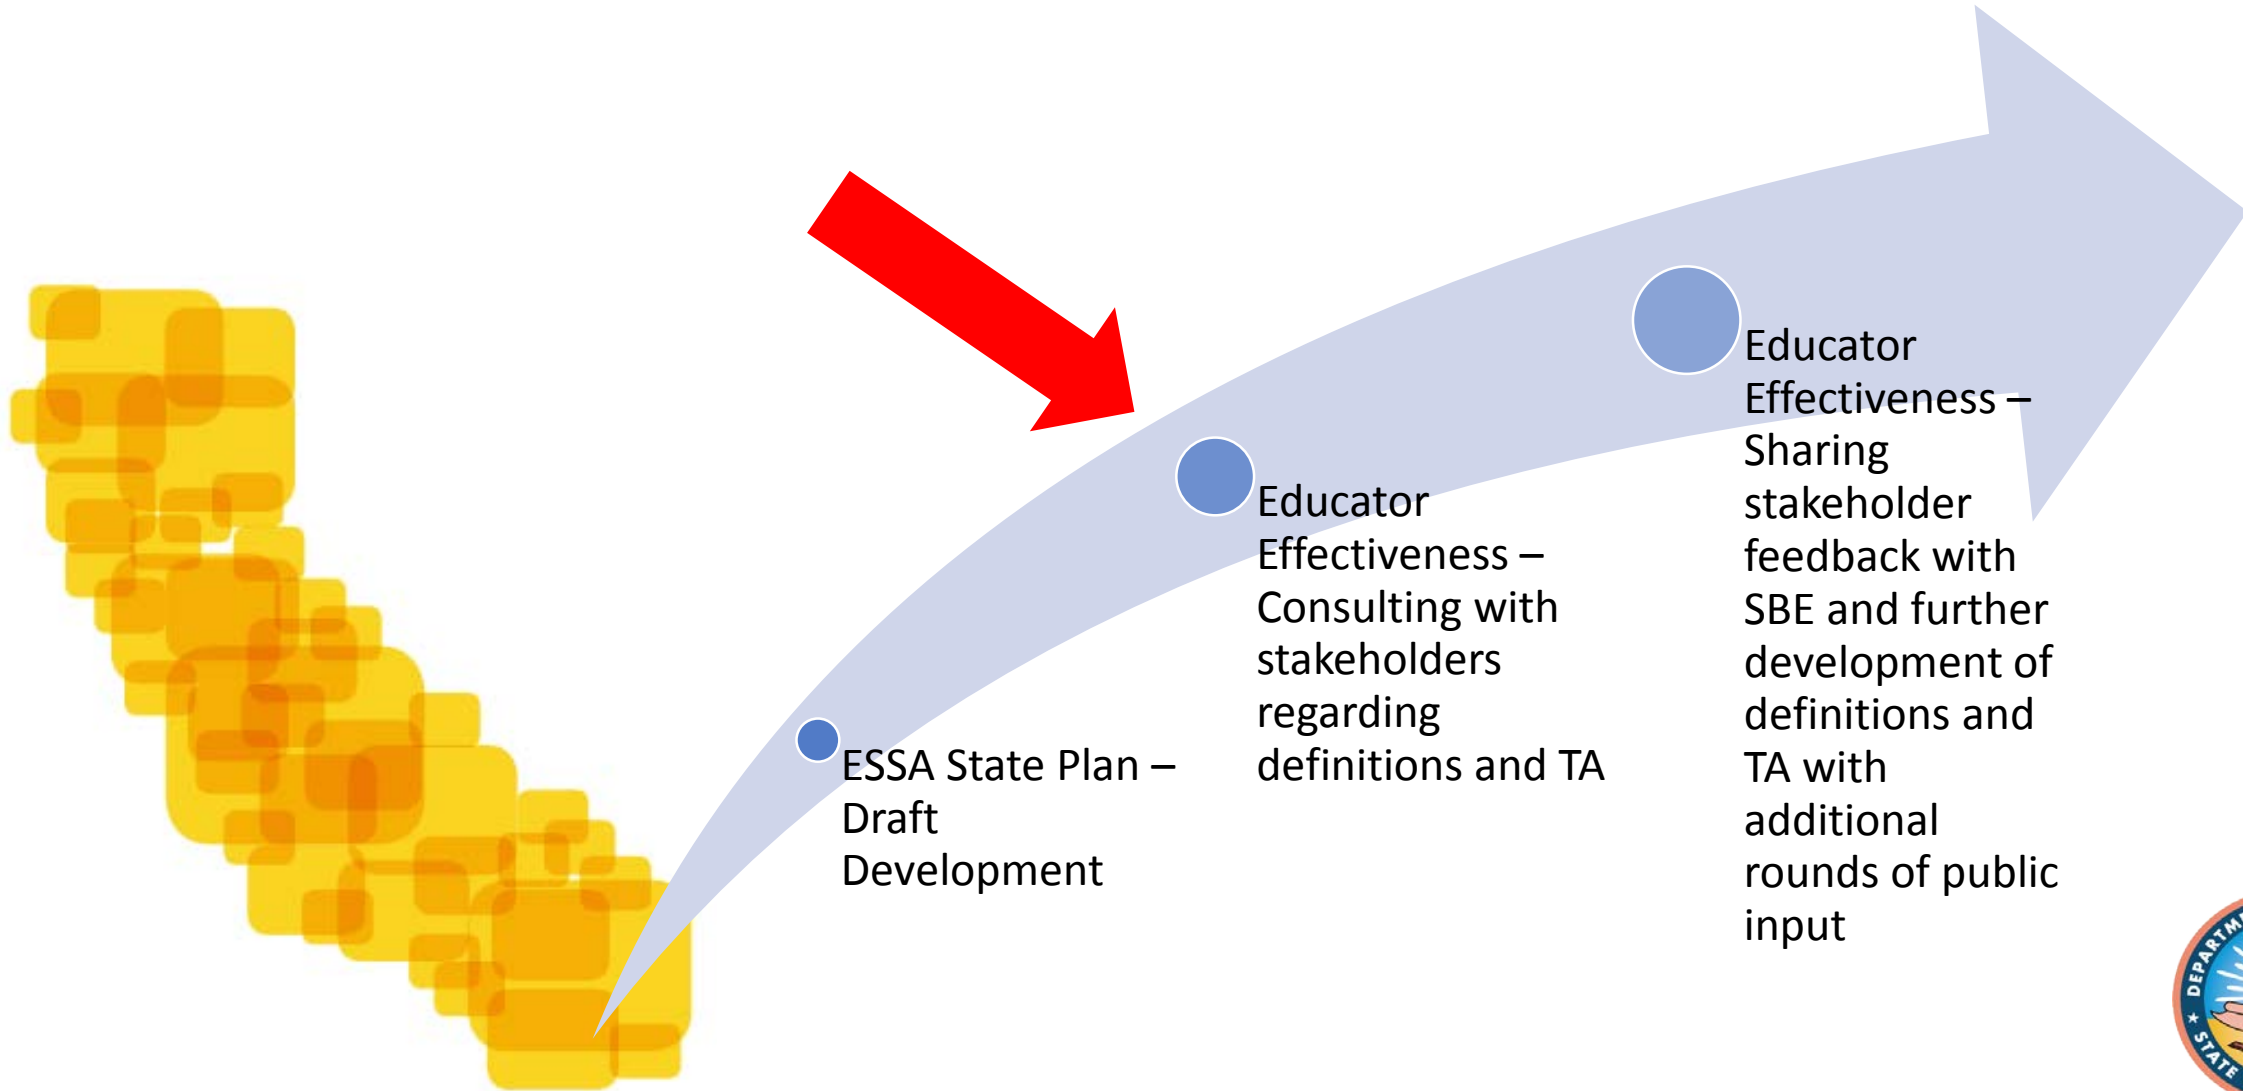 ESSA State Plan –
Draft
Development
Educator
Effectiveness –
Consulting with
stakeholders
regarding
definitions and TA
Educator
Effectiveness –
Sharing
stakeholder
feedback with
SBE and further
development of
definitions and
TA with
additional
rounds of public
input
STATE